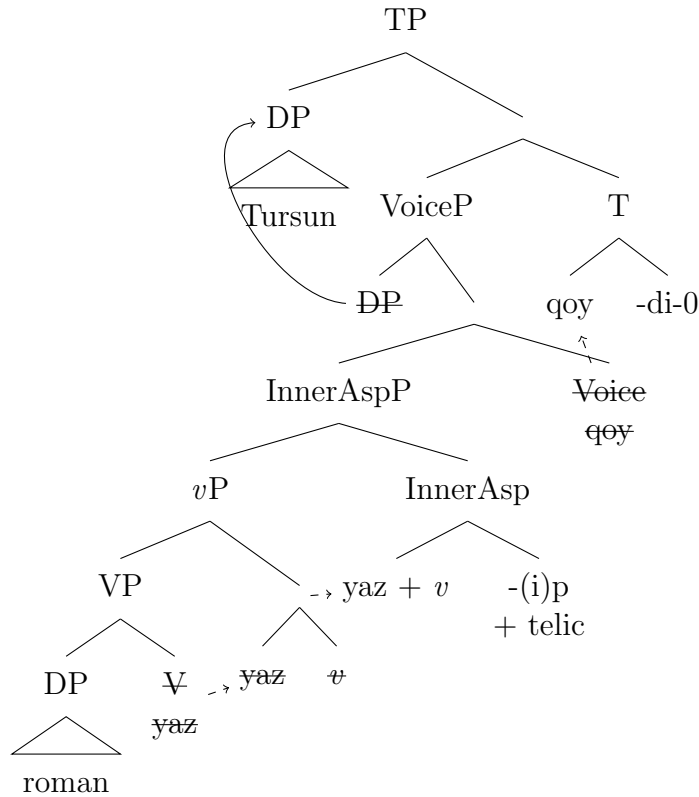 TP
DP
Tursun
VoiceP
T
DP
qoy
-di-0
InnerAspP
Voice
qoy
vP
InnerAsp
VP
yaz + v
-(i)p
+ telic
DP
V
yaz
yaz
v
roman